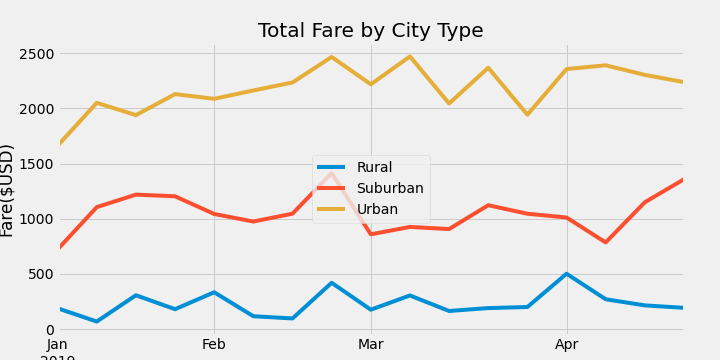 Total Fare by City Type
Fare($USD)
2500
2000
1500
1000
500
0
Rural
Suburban
Urban
Jan
Feb
Mar
Apr
2019